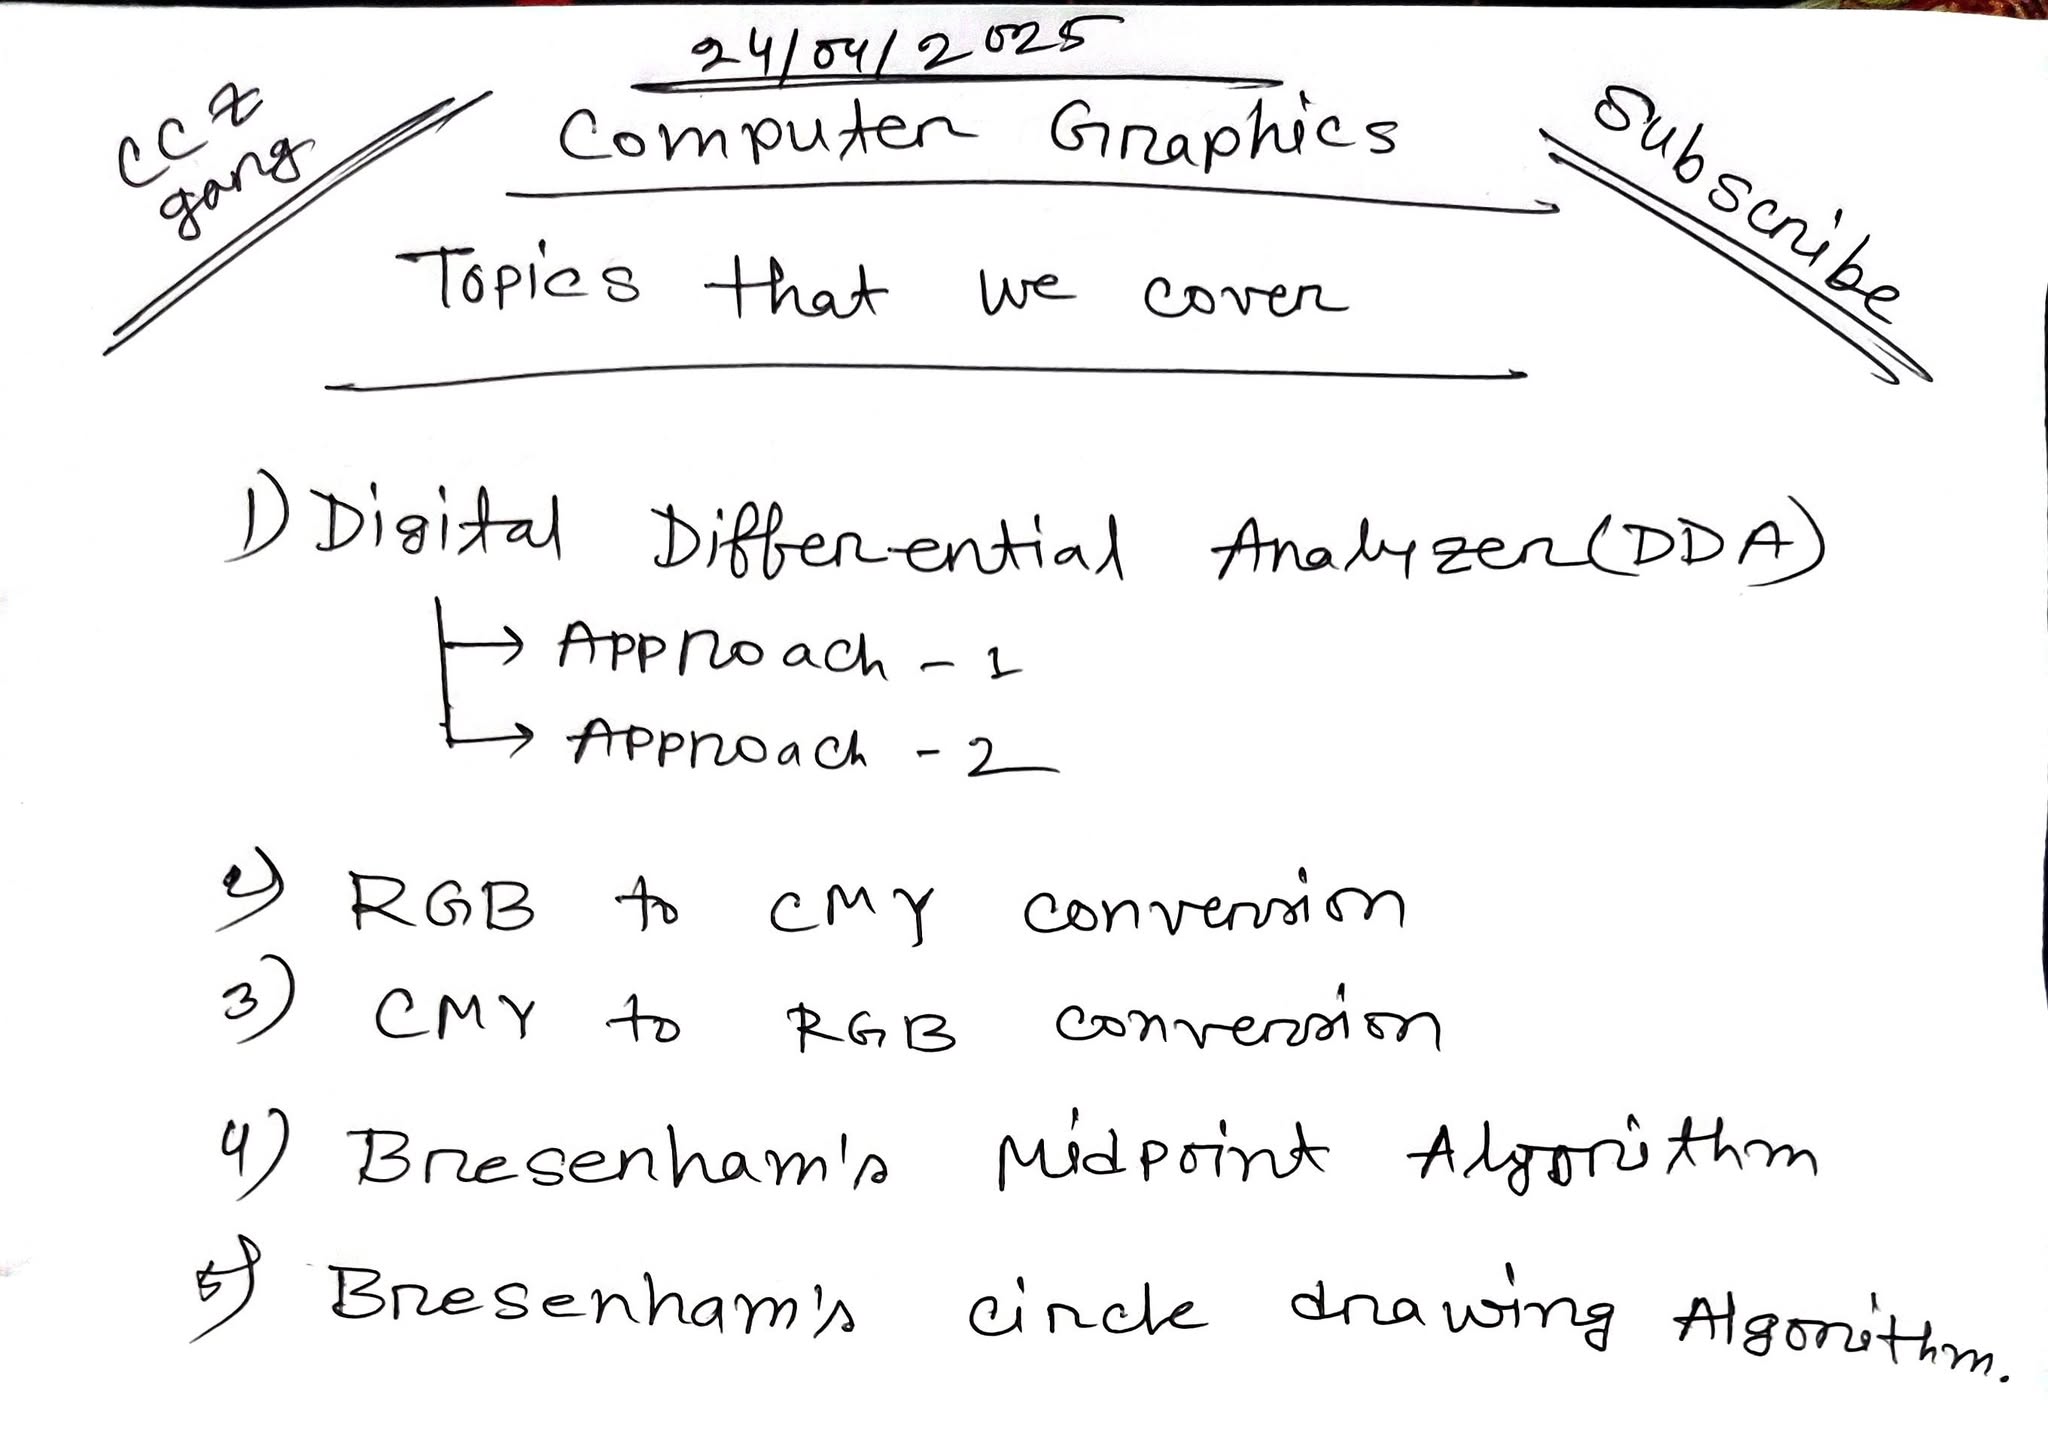 24/04/2025
CCZ
gang
Computer Graphics
Subscribe
Topics that we cover
1) Digital Differential Analyzer (DDA)
→ Approach - 1
→ Approach - 2
2) RGB to CMY conversion
3) CMY to RGB conversion
4) Bresenham's Midpoint Algorithm
5) Bresenham's circle drawing Algorithm.